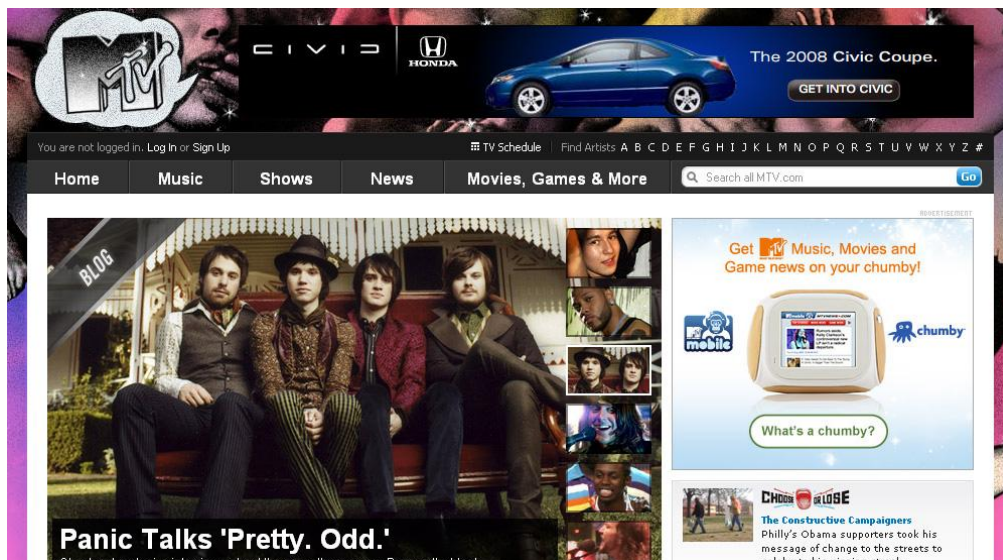 MTV
CIVIC
HONDA
The 2008 Civic Coupe.
GET INTO CIVIC
You are not logged in. Log In or Sign Up
TV Schedule
Find Artists A B C D E F G H I J K L M N O P Q R S T U V W X Y Z #
Home
Music
Shows
News
Movies, Games & More
Search all MTV.com
Go
ADVERTISEMENT
BLOG
Get MTV Music, Movies and
Game news on your chumby!
mobile
chumby
What's a chumby?
CHOOSE OR LOSE
The Constructive Campaigners
Philly's Obama supporters took his
message of change to the streets to
Panic Talks 'Pretty. Odd.'